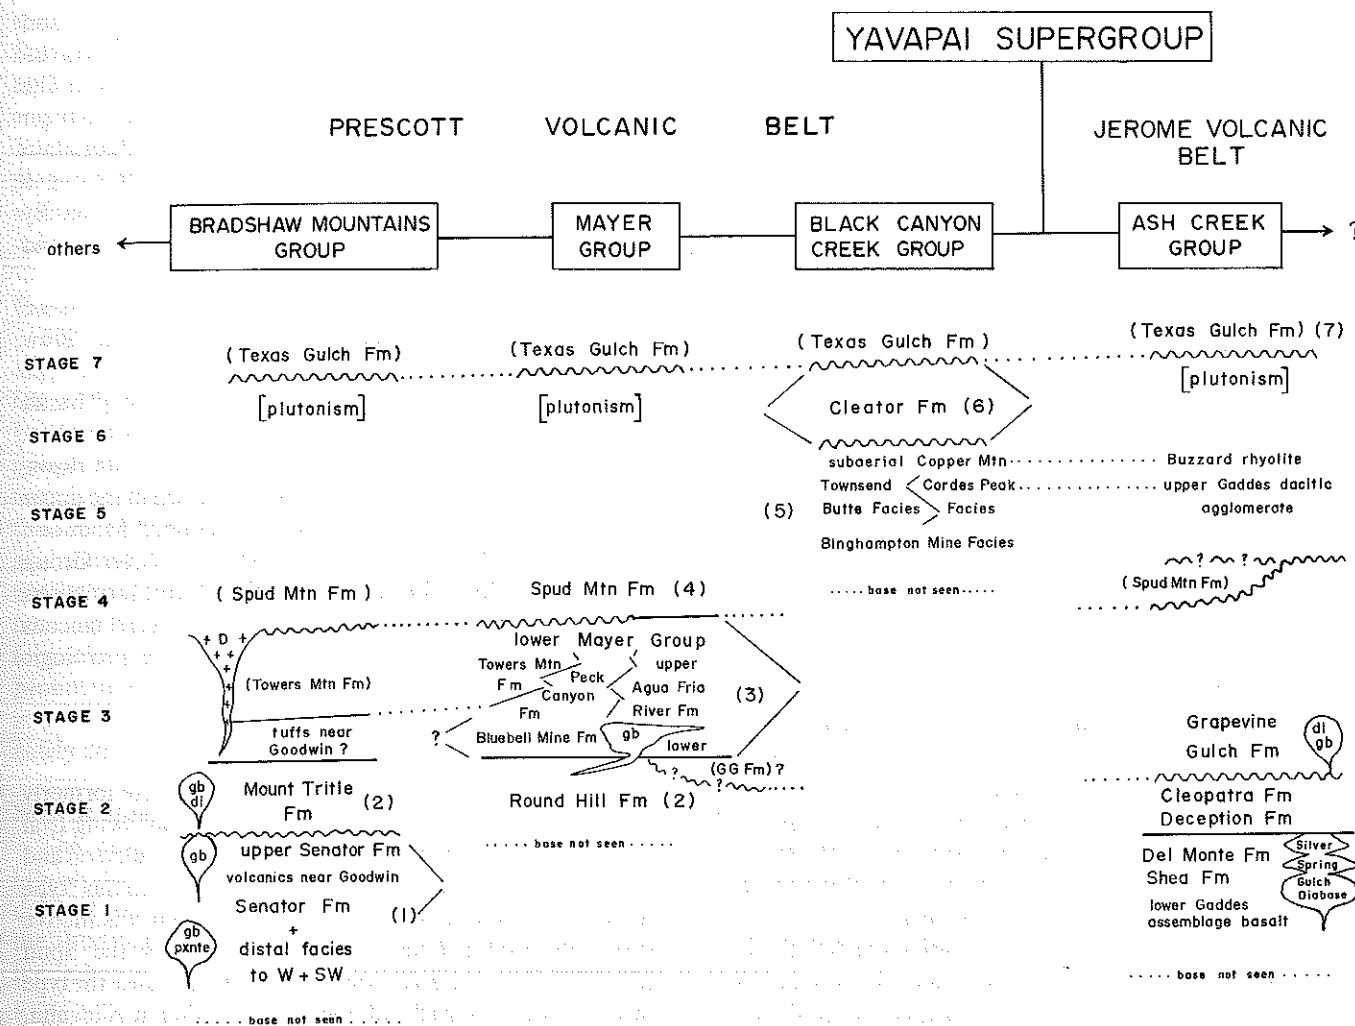 YAVAPAI SUPERGROUP
PRESCOTT VOLCANIC BELT
JEROME VOLCANIC
BELT
others
BRADSHAW MOUNTAINS
GROUP
MAYER
GROUP
BLACK CANYON
CREEK GROUP
ASH CREEK
GROUP
?
STAGE 7
(Texas Gulch Fm)
(Texas Gulch Fm)
(Texas Gulch Fm)
(Texas Gulch Fm) (7)
[plutonism]
[plutonism]
[plutonism]
Cleator Fm (6)
STAGE 6
subaerial Copper Mtn
Buzzard rhyolite
Townsend
Cordes Peak
upper Gaddes dacitic
STAGE 5
(5)
Butte Facies
Facies
agglomerate
Binghampton Mine Facies
? ?
STAGE 4
(Spud Mtn Fm)
Spud Mtn Fm (4)
base not seen
(Spud Mtn Fm)
+ D +
+ +
+
+
+
+
lower Mayer Group
Towers Mtn
Fm
Peck
Canyon
Fm
upper
Agua Fria
River Fm
(3)
(Towers Mtn Fm)
STAGE 3
tuffs near
Goodwin ?
?
Bluebell Mine Fm
gb
lower
(GG Fm) ?
?
?
Grapevine
Gulch Fm
di
gb
STAGE 2
gb
di
Mount Tritle
Fm
(2)
Round Hill Fm (2)
base not seen
Cleopatra Fm
Deception Fm
gb
upper Senator Fm
volcanics near Goodwin
Del Monte Fm
Shea Fm
lower Gaddes
assemblage basalt
Silver
Spring
Gulch
Diabase
STAGE 1
Senator Fm
(1)
+
distal facies
to W + SW
gb
pxnte
base not seen
base not seen